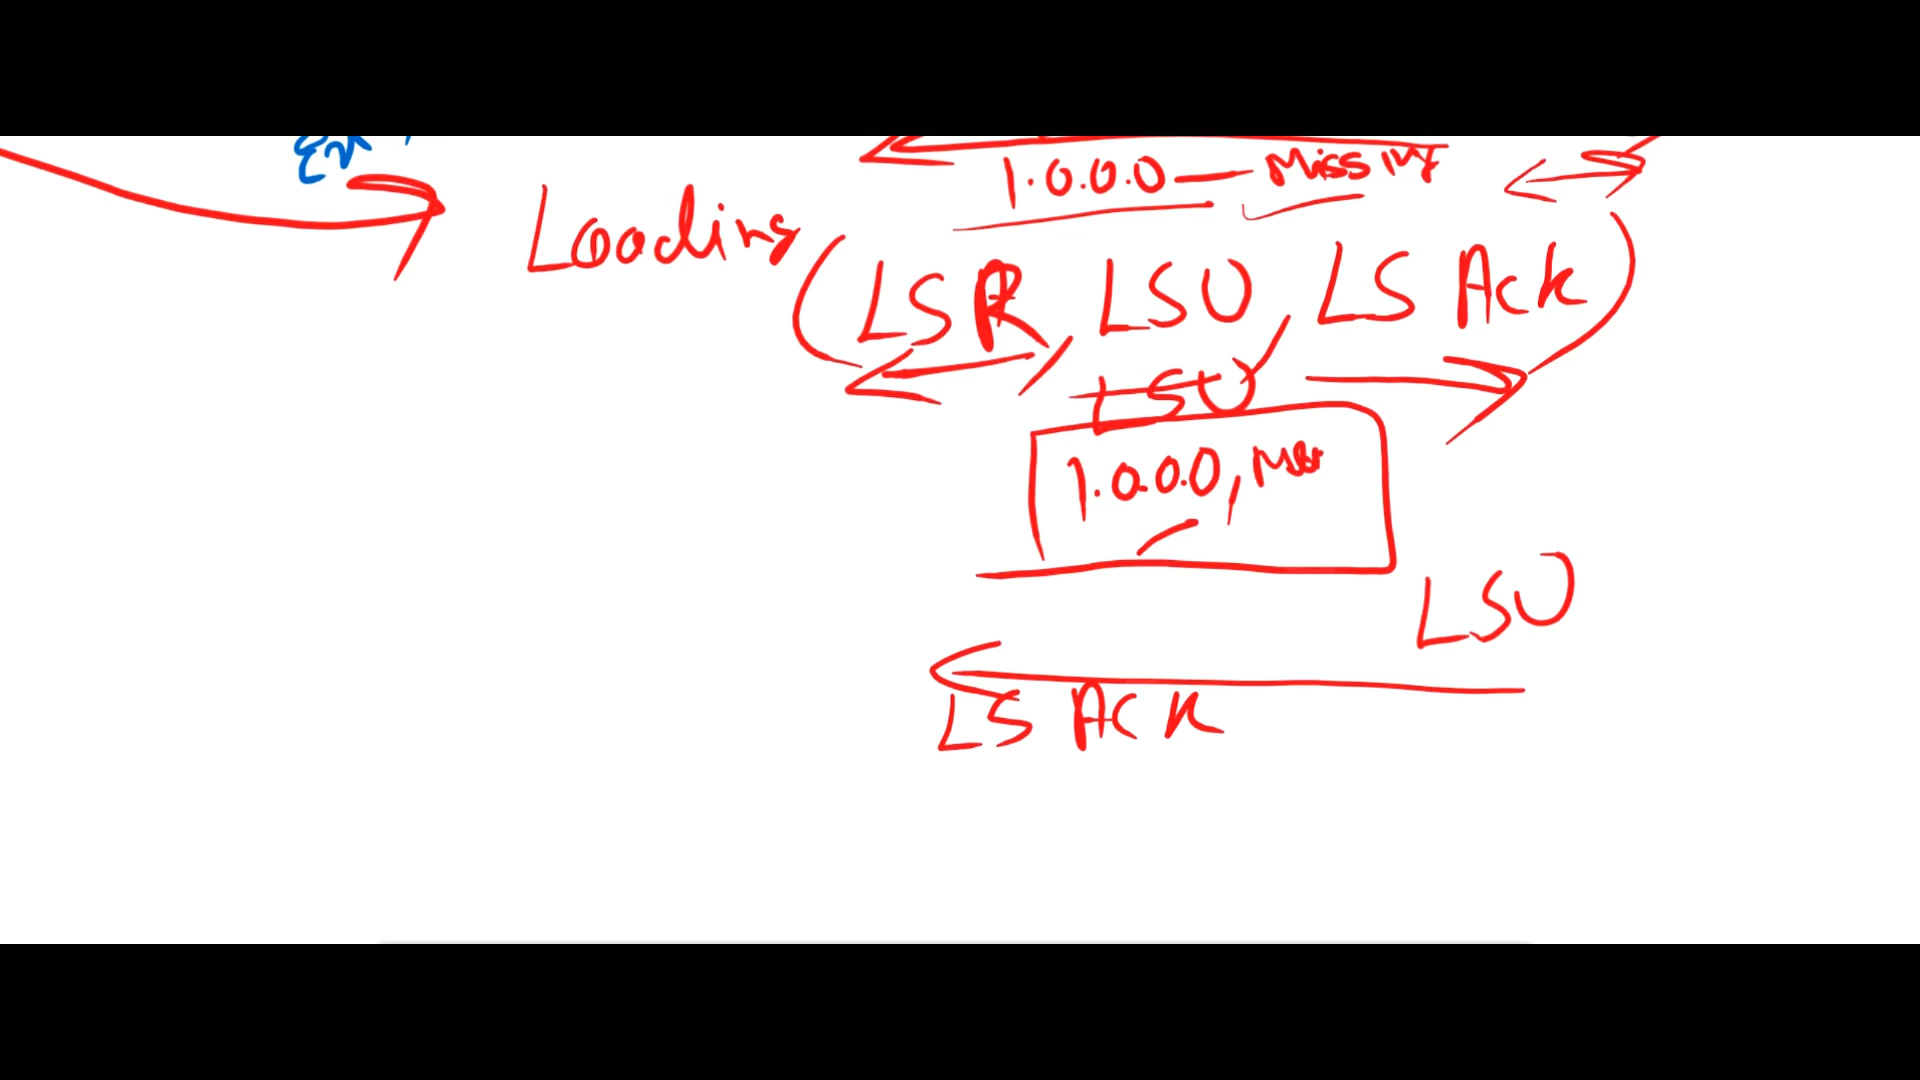 1.0.0.0 — Missing
Loading (LSR, LSU, LS Ack)
LSU
1.0.0.0,
LSU
LS ACK